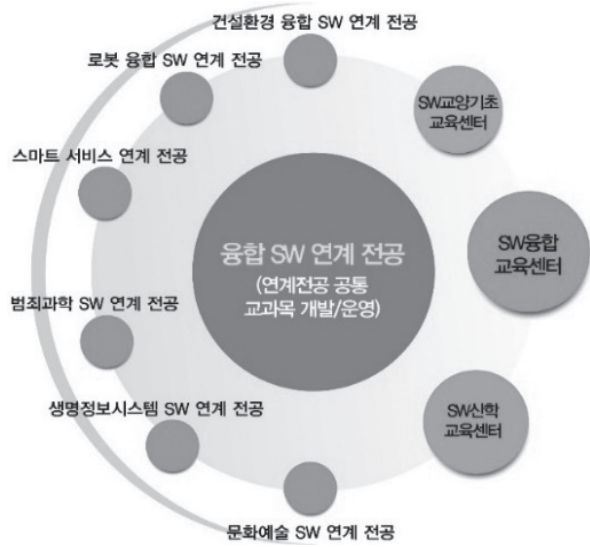 건설환경 융합 SW 연계 전공
로봇 융합 SW 연계 전공
SW교양기초
교육센터
스마트 서비스 연계 전공
융합 SW 연계 전공
(연계전공 공통
교과목 개발/운영)
SW융합
교육센터
범죄과학 SW 연계 전공
생명정보시스템 SW 연계 전공
SW산학
교육센터
문화예술 SW 연계 전공